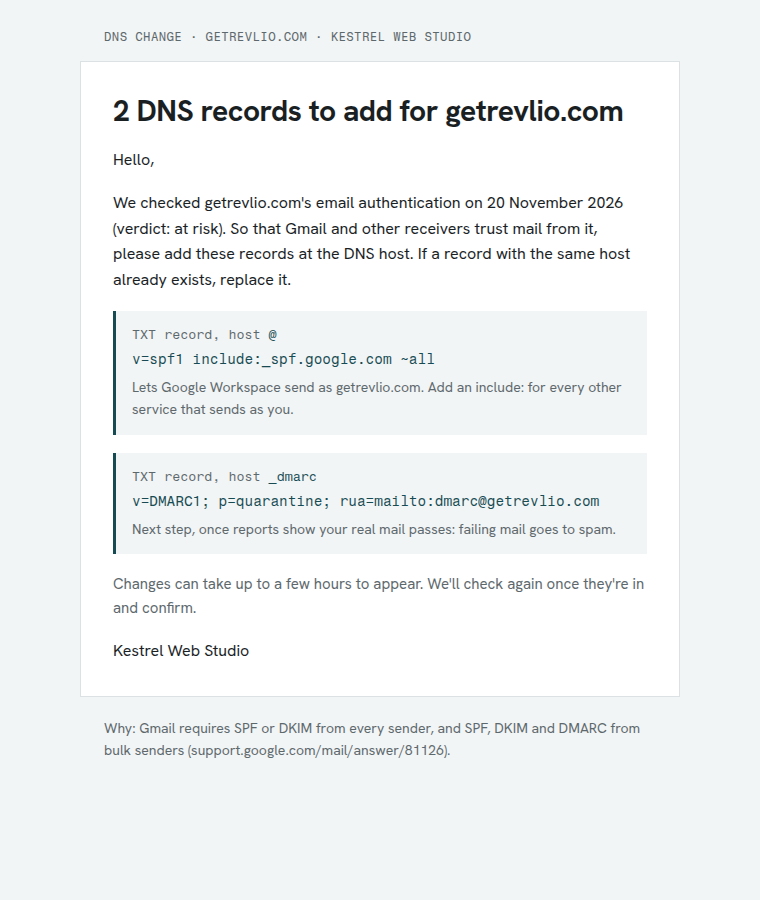 DNS CHANGE · GETREVLIO.COM · KESTREL WEB STUDIO
2 DNS records to add for getrevlio.com
Hello,
We checked getrevlio.com's email authentication on 20 November 2026
(verdict: at risk). So that Gmail and other receivers trust mail from it,
please add these records at the DNS host. If a record with the same host
already exists, replace it.
TXT record, host @
v=spf1 include:_spf.google.com ~all
Lets Google Workspace send as getrevlio.com. Add an include: for every other
service that sends as you.
TXT record, host _dmarc
v=DMARC1; p=quarantine; rua=mailto:dmarc@getrevlio.com
Next step, once reports show your real mail passes: failing mail goes to spam.
Changes can take up to a few hours to appear. We'll check again once they're in
and confirm.
Kestrel Web Studio
Why: Gmail requires SPF or DKIM from every sender, and SPF, DKIM and DMARC from
bulk senders (support.google.com/mail/answer/81126).